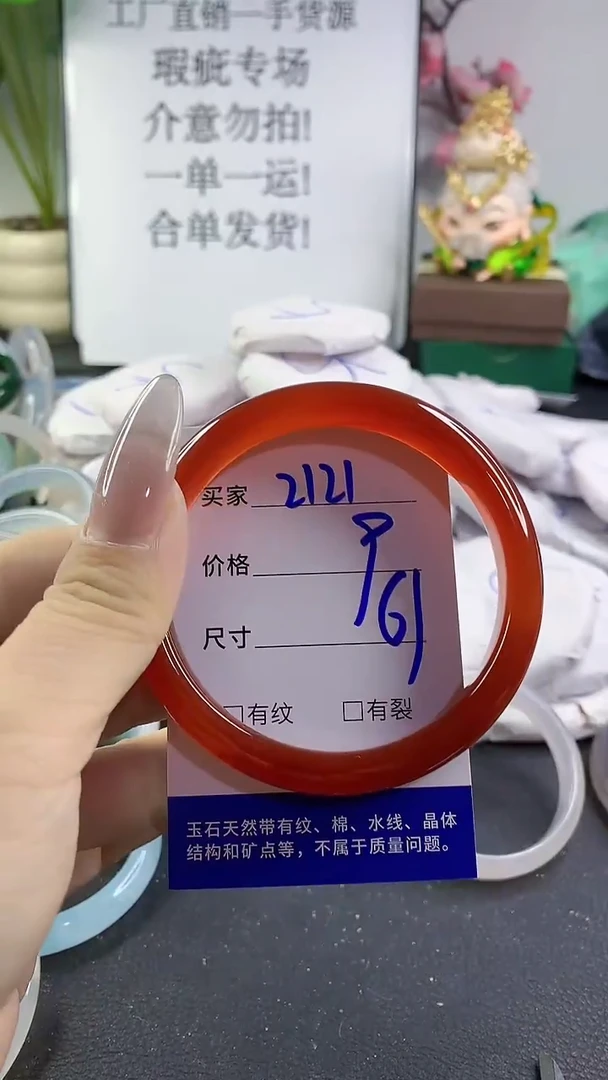 工厂直销一手货源
瑕疵专场
介意勿拍!
一单一运!
合单发货!
买家 2121
价格
尺寸 61
□有纹 □有裂
玉石天然带有纹、棉、水线、晶体
结构和矿点等，不属于质量问题。